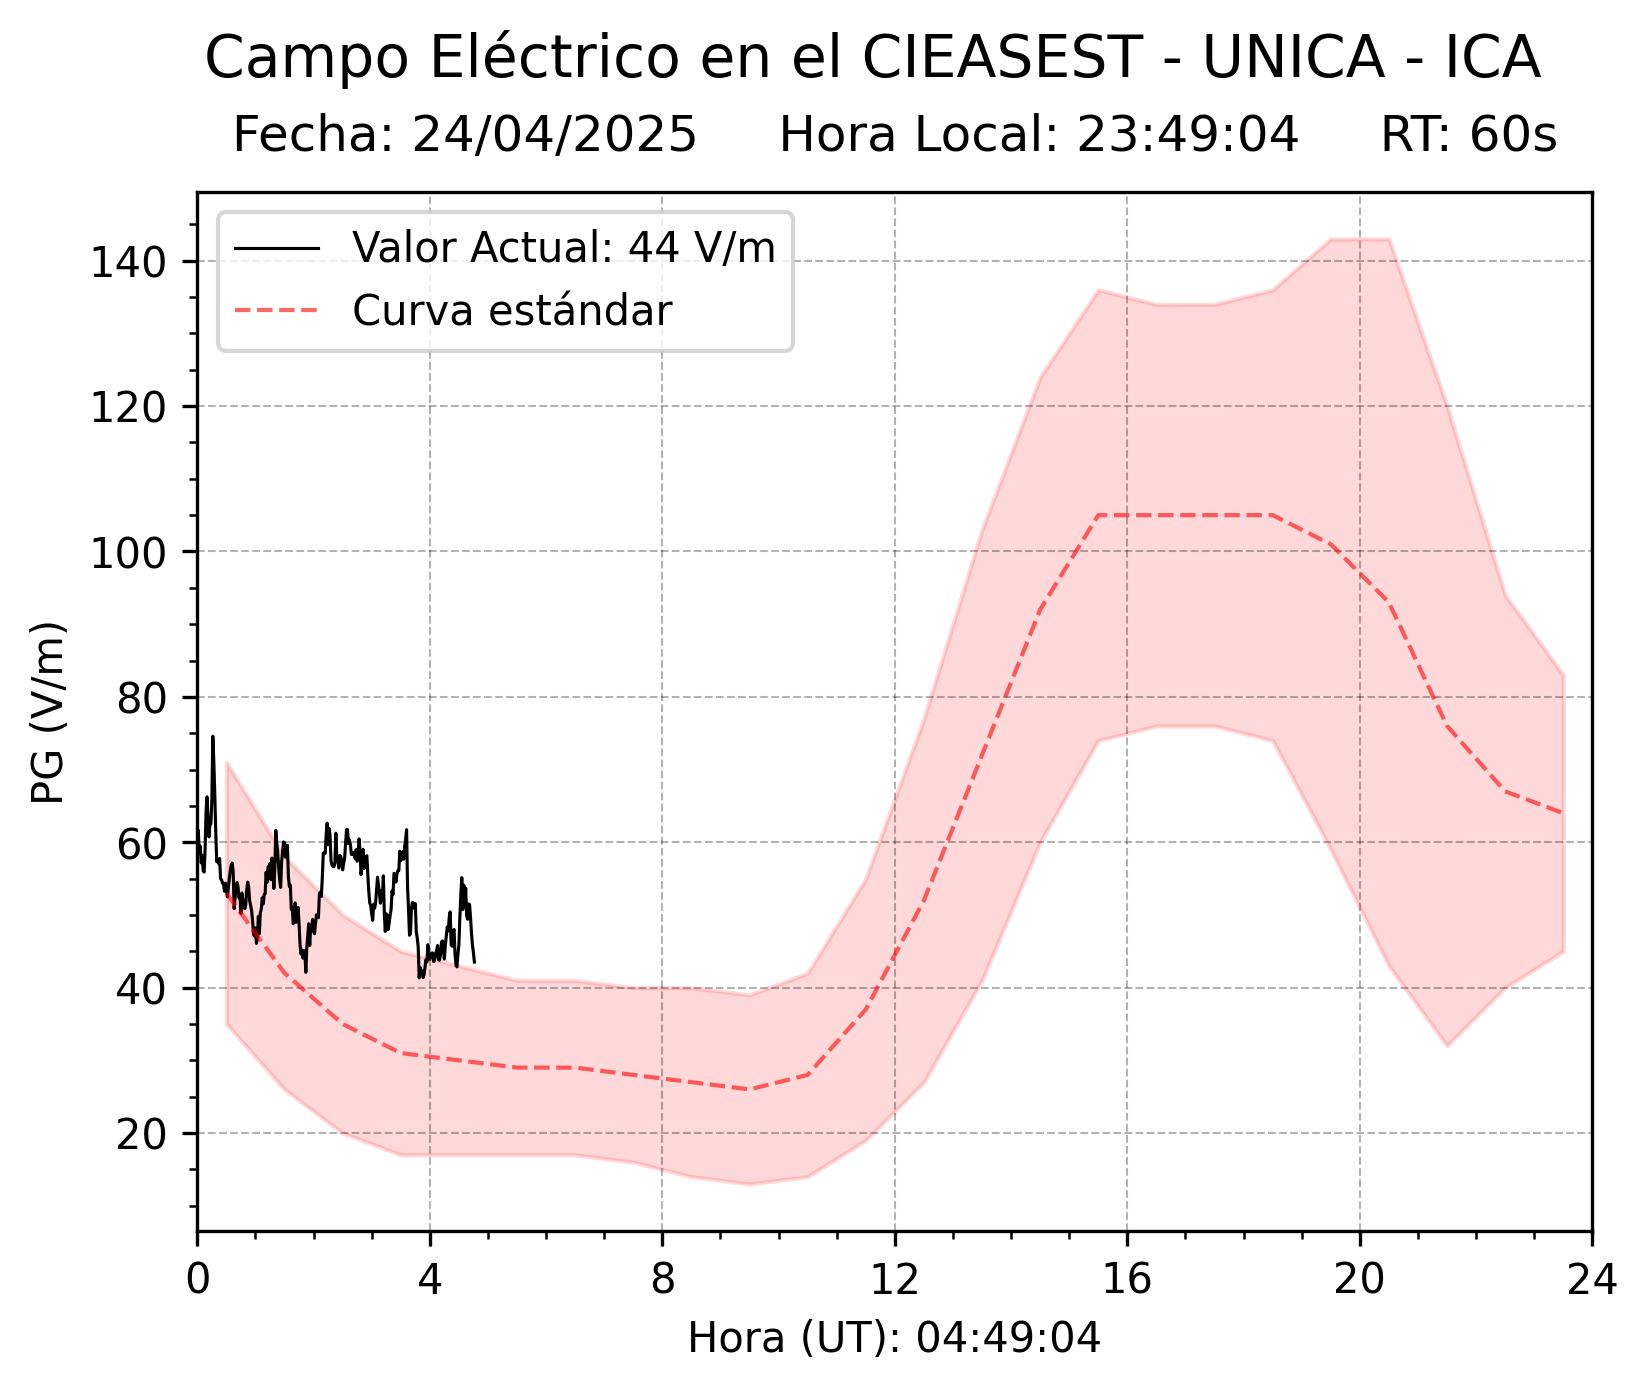 Campo Eléctrico en el CIEASEST - UNICA - ICA
Fecha: 24/04/2025 Hora Local: 23:49:04 RT: 60s
Valor Actual: 44 V/m
Curva estándar
140
120
100
80
60
40
20
PG (V/m)
0 4 8 12 16 20 24
Hora (UT): 04:49:04